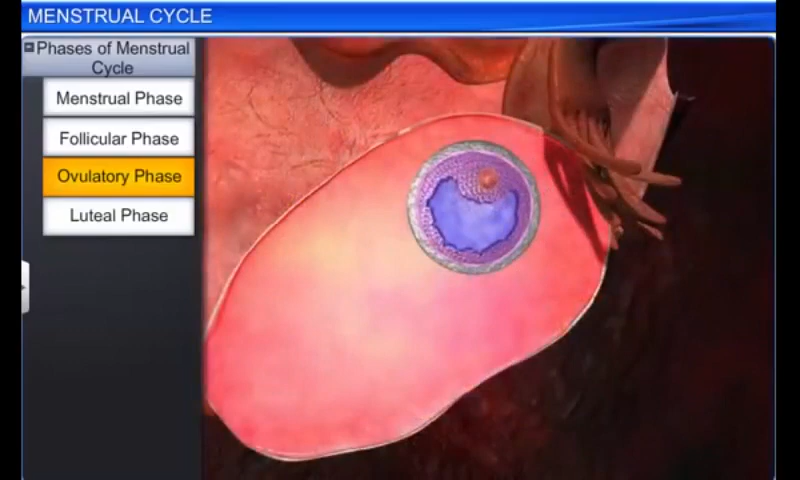 MENSTRUAL CYCLE
Phases of Menstrual
Cycle
Menstrual Phase
Follicular Phase
Ovulatory Phase
Luteal Phase